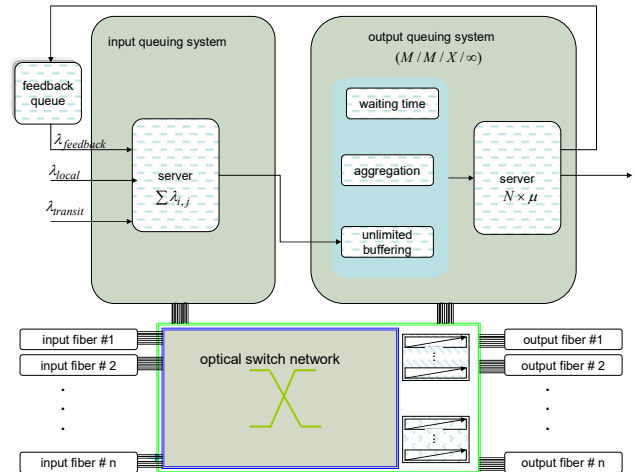 input queuing system
output queuing system
(M / M / X / ∞)
feedback
queue
waiting time
λfeedback
λlocal
λtransit
server
∑ λi,j
aggregation
server
N × μ
unlimited
buffering
input fiber #1
input fiber # 2
input fiber # n
optical switch network
output fiber #1
output fiber # 2
output fiber # n